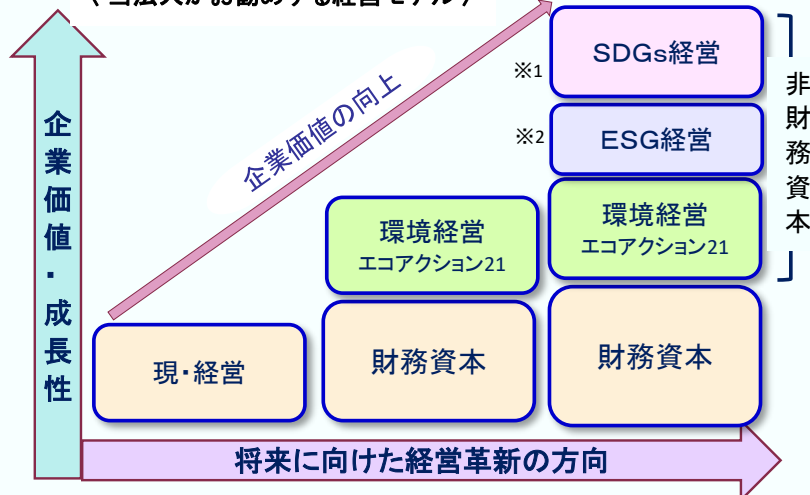 企業価値・成長性
企業価値の向上
※1
SDGs経営
※2
ESG経営
環境経営
エコアクション21
環境経営
エコアクション21
非財務資本
現・経営
財務資本
財務資本
将来に向けた経営革新の方向